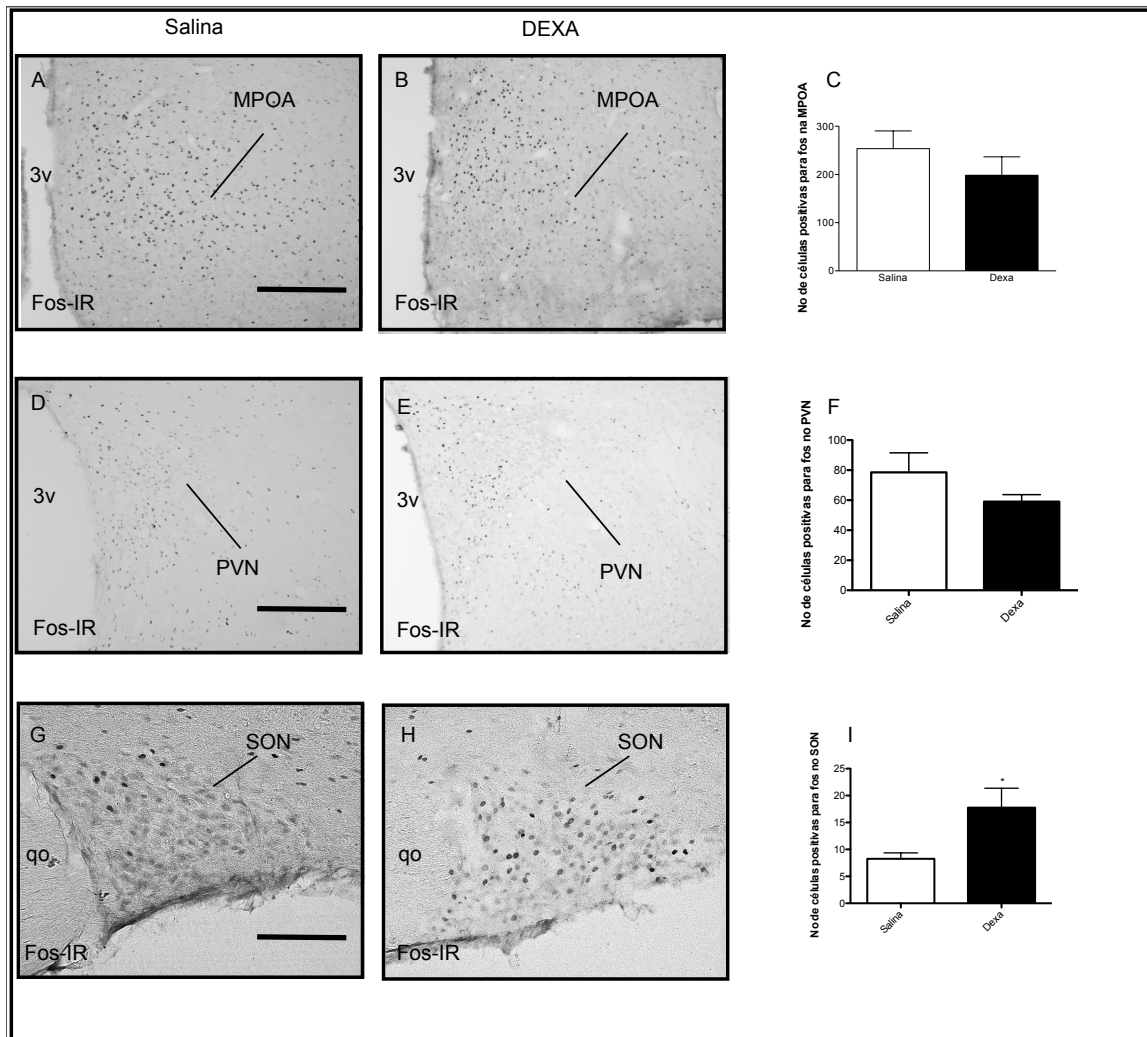 Salina
DEXA
A
MPOA
3v
Fos-IR
B
MPOA
3v
Fos-IR
C
No de células positivas para fos na MPOA
300
200
100
0
Salina
Dexa
D
3v
PVN
Fos-IR
E
3v
PVN
Fos-IR
F
No de células positivas para fos no PVN
100
80
60
40
20
0
Salina
Dexa
G
SON
qo
Fos-IR
H
SON
qo
Fos-IR
I
No de células positivas para fos no SON
25
20
15
10
5
0
*
Salina
Dexa